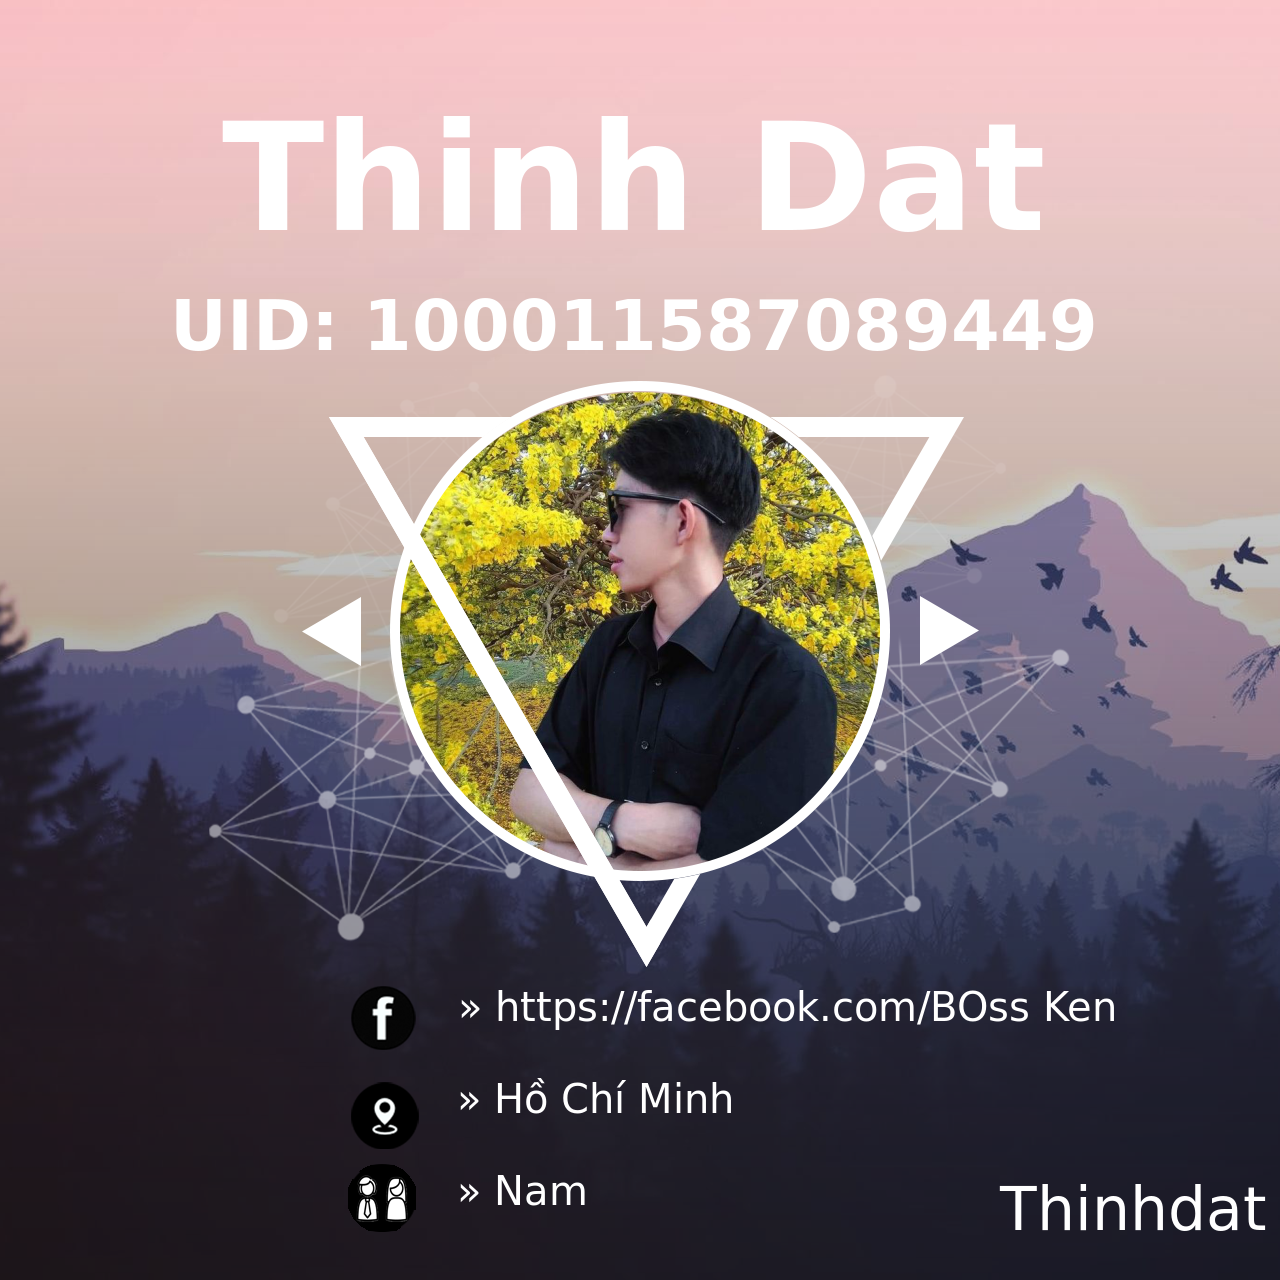 Thinh Dat
UID: 100011587089449
f
» https://facebook.com/BOss Ken
» Hồ Chí Minh
» Nam
Thinhdat